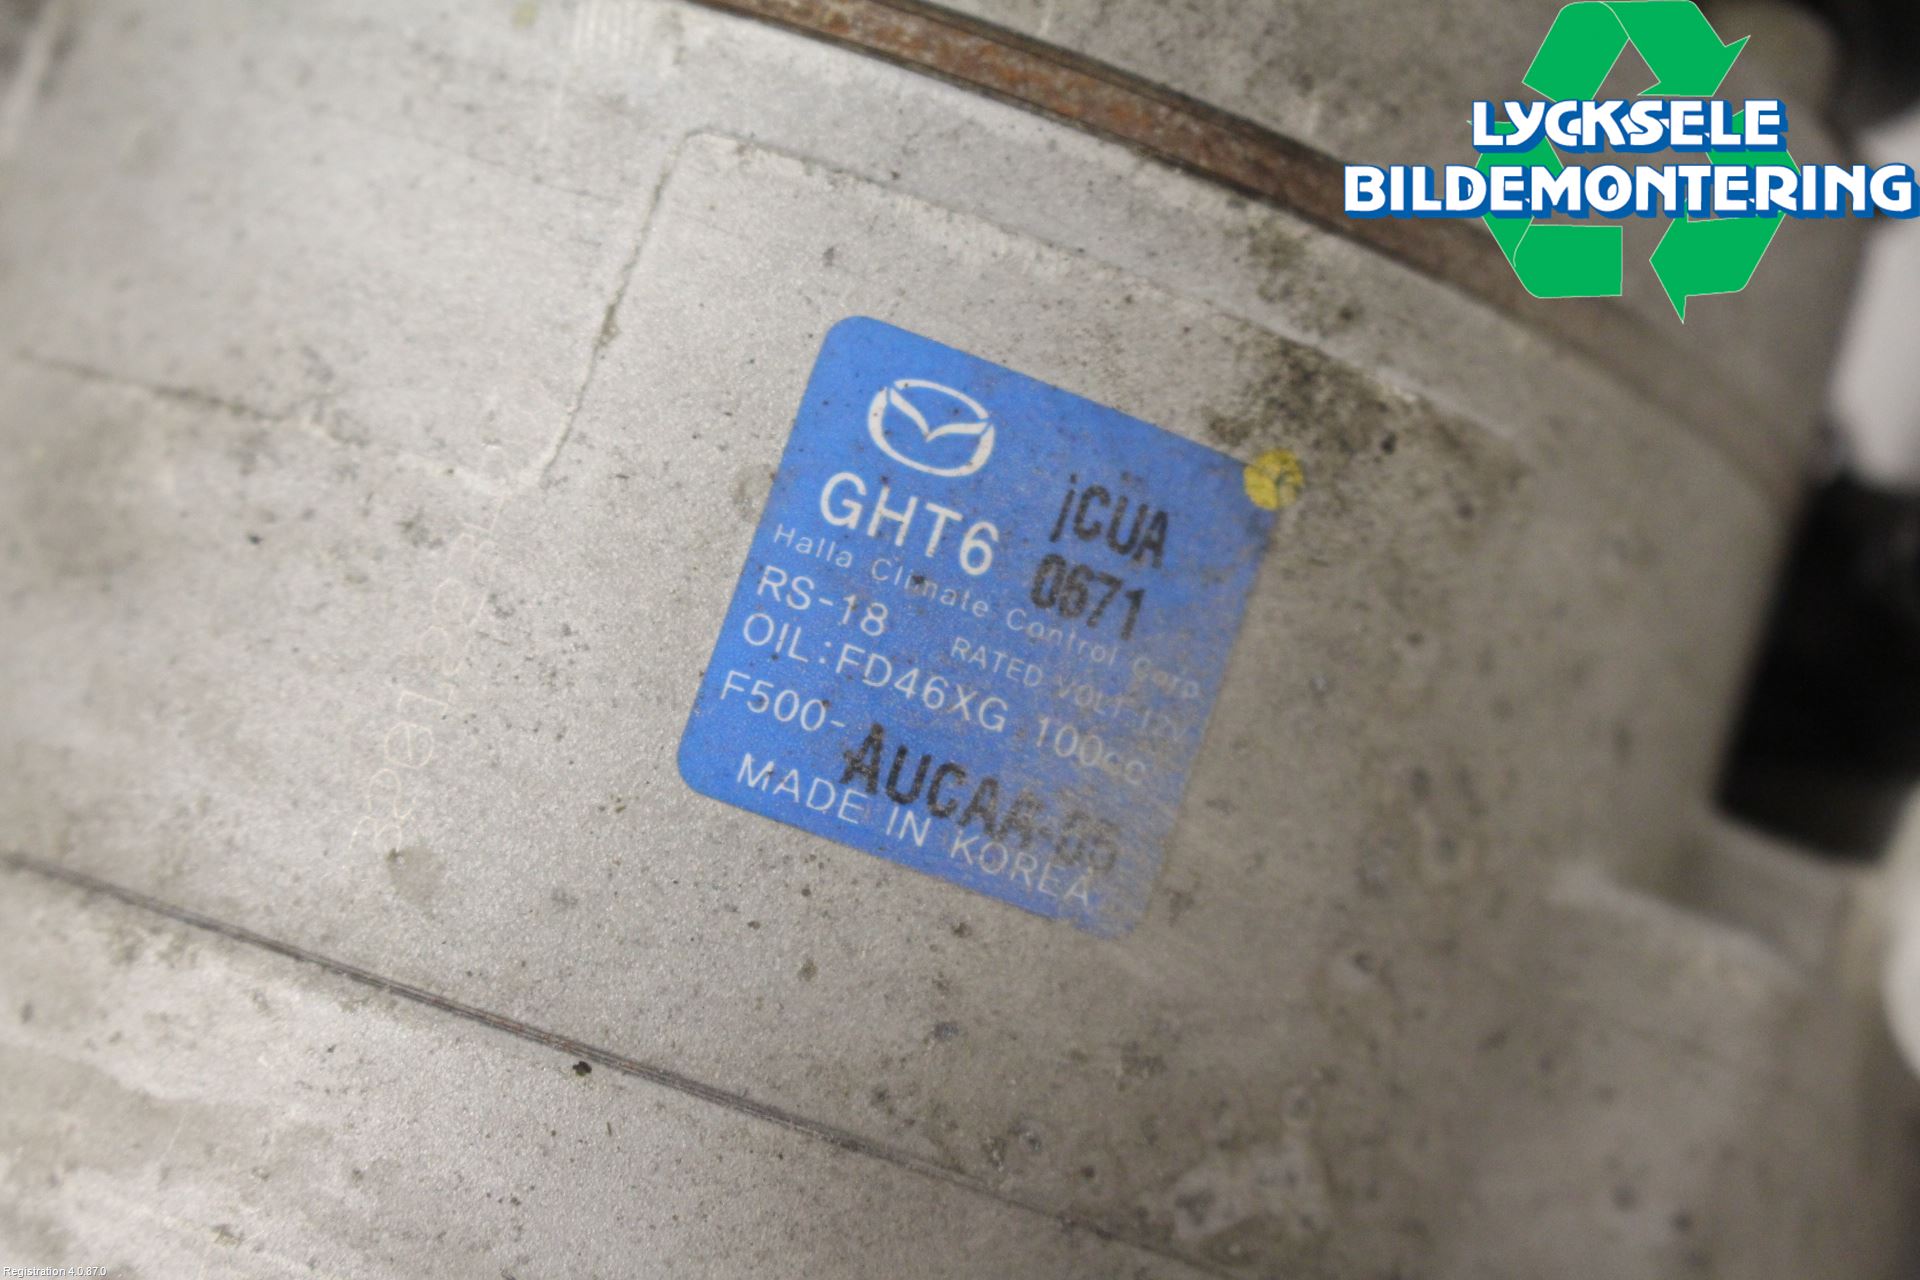 LYCKSELE
BILDEMONTERING
GHT6 jCUA
0671
Halla Climate Control Corp
RS-18 RATED VOLT 12V
OIL:FD46XG 100cc
F500-AUCAA-05
MADE IN KOREA
Registration 4.0.87.0